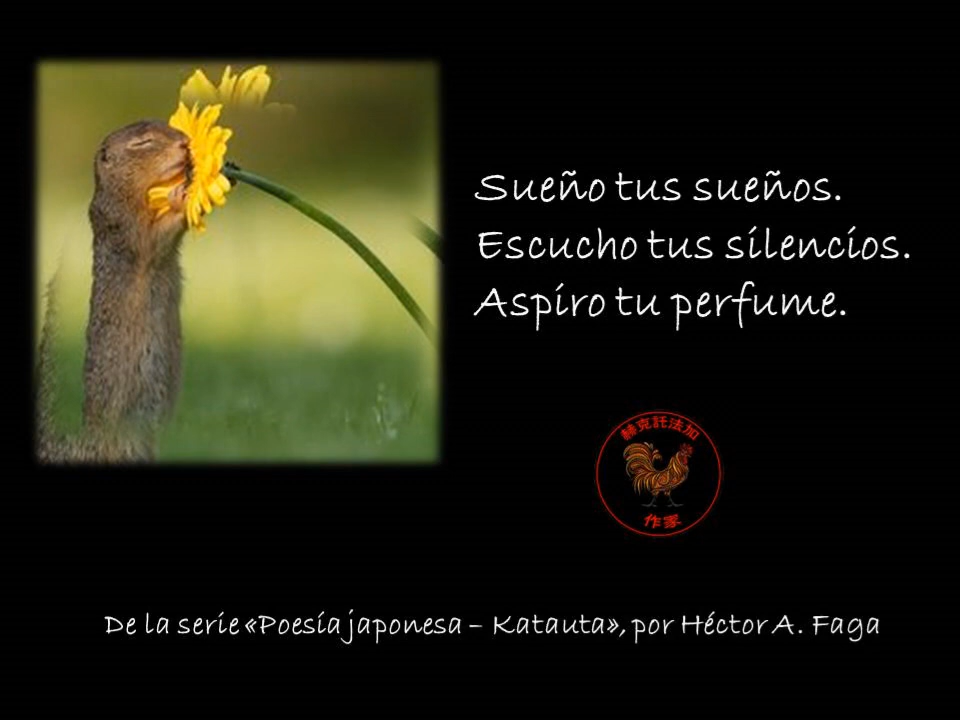 Sueño tus sueños.
Escucho tus silencios.
Aspiro tu perfume.
赫克託法加
作家
De la serie «Poesía japonesa – Katauta», por Héctor A. Faga